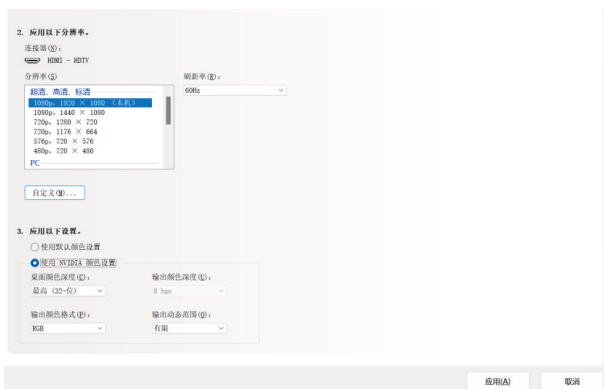 2. 应用以下分辨率。
连接器(N):
HDMI - HDTV
分辨率(S)
刷新率(R):
超清、高清、标清
60Hz
1080p, 1920 × 1080 (本机)
1080p, 1440 × 1080
720p, 1280 × 720
720p, 1176 × 664
576p, 720 × 576
480p, 720 × 480
PC
自定义(M)...
3. 应用以下设置。
使用默认颜色设置
使用 NVIDIA 颜色设置
桌面颜色深度(C):
输出颜色深度(U):
最高 (32-位)
8 bpc
输出颜色格式(P):
输出动态范围(O):
RGB
有限
应用(A)
取消